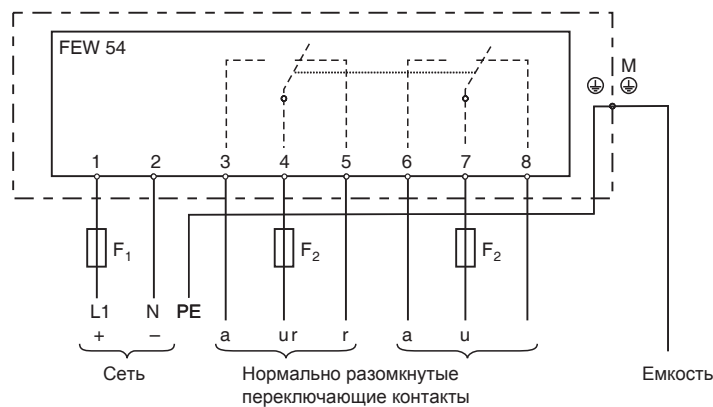 FEW 54
M
1 2 3 4 5 6 7 8
F1 F2 F2
L1 N PE
+ – a u r r a u
Сеть Нормально разомкнутые Емкость
переключающие контакты